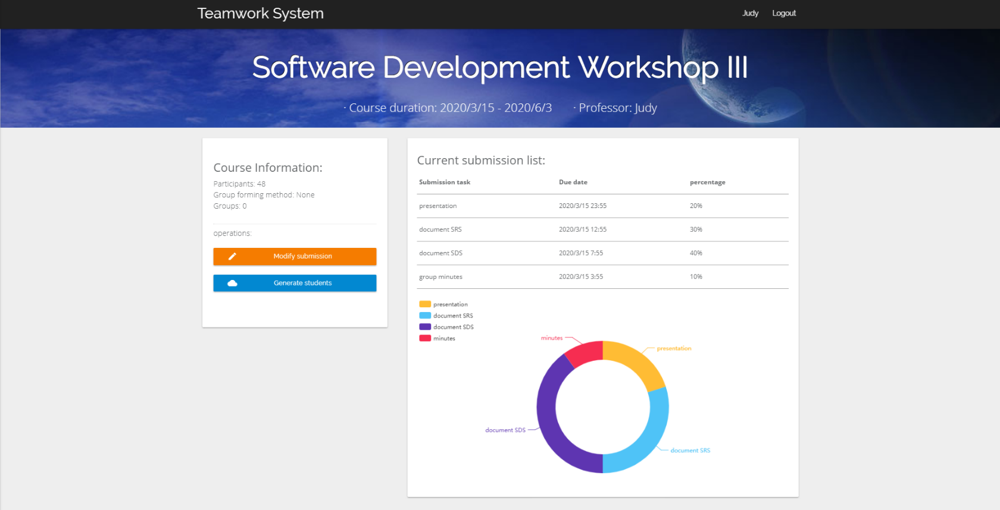 Teamwork System
Judy
Logout
Software Development Workshop III
· Course duration: 2020/3/15 - 2020/6/3 · Professor: Judy
Course Information:
Participants: 48
Group forming method: None
Groups: 0
operations:
Modify submission
Generate students
Current submission list:
Submission task Due date percentage
presentation 2020/3/15 23:55 20%
document SRS 2020/3/15 12:55 30%
document SDS 2020/3/15 7:55 40%
group minutes 2020/3/15 3:55 10%
presentation
document SRS
document SDS
minutes
minutes
presentation
document SDS
document SRS